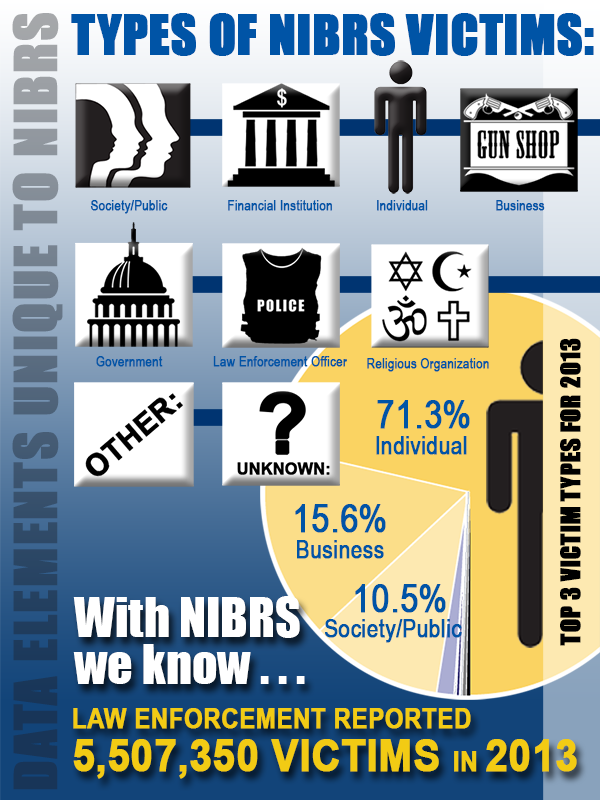 DATA ELEMENTS UNIQUE TO NIBRS
TYPES OF NIBRS VICTIMS:
$
GUN SHOP
Society/Public
Financial Institution
Individual
Business
POLICE
Government
Law Enforcement Officer
Religious Organization
OTHER:
?
UNKNOWN:
TOP 3 VICTIM TYPES FOR 2013
71.3%
Individual
15.6%
Business
10.5%
Society/Public
With NIBRS
we know . . .
LAW ENFORCEMENT REPORTED
5,507,350 VICTIMS IN 2013